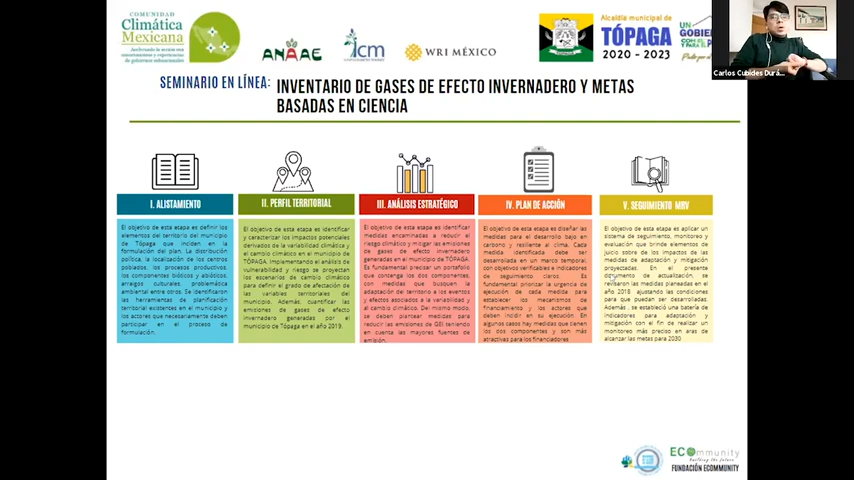 COMUNIDAD
Climática
Mexicana
ANAAE
icm
WRI MÉXICO
Alcaldía municipal de
TÓPAGA
2020 - 2023
UN
GOBIE
Carlos Cubides Durá...
SEMINARIO EN LÍNEA: INVENTARIO DE GASES DE EFECTO INVERNADERO Y METAS
BASADAS EN CIENCIA
I. ALISTAMIENTO
El objetivo de esta etapa es definir los
elementos del territorio del municipio
de Tópaga que inciden en la
formulación del plan. La distribución
política, la localización de los centros
poblados, los procesos productivos,
los componentes bióticos y abióticos,
arraigos culturales, problemática
ambiental entre otros. Se identificaron
las herramientas de planificación
territorial existentes en el municipio y
los actores que necesariamente deben
participar en el proceso de
formulación.
II. PERFIL TERRITORIAL
El objetivo de esta etapa es identificar
y caracterizar los impactos potenciales
derivados de la variabilidad climática y
el cambio climático en el municipio de
TÓPAGA. Implementando el análisis de
vulnerabilidad y riesgo se proyectan
los escenarios de cambio climático
para definir el grado de afectación de
las variables territoriales del
municipio. Además, cuantificar las
emisiones de gases de efecto
invernadero generadas por el
municipio de Tópaga en el año 2019.
III. ANÁLISIS ESTRATÉGICO
El objetivo de esta etapa es identificar
medidas encaminadas a reducir el
riesgo climático y mitigar las emisiones
de gases de efecto invernadero
generadas en el municipio de TÓPAGA.
Es fundamental precisar un portafolio
que contenga los dos componentes,
con medidas que busquen la
adaptación del territorio a los eventos
y efectos asociados a la variabilidad y
al cambio climático. Del mismo modo,
se deben plantear medidas para
reducir las emisiones de GEI teniendo
en cuenta las mayores fuentes de
emisión.
IV. PLAN DE ACCIÓN
El objetivo de esta etapa es diseñar las
medidas para el desarrollo bajo en
carbono y resiliente al clima. Cada
medida identificada debe ser
desarrollada en un marco temporal,
con objetivos verificables e indicadores
de seguimiento claros. Es
fundamental priorizar la urgencia de
ejecución de cada medida para
establecer los mecanismos de
financiamiento y los actores que
deben incidir en su ejecución. En
algunos casos hay medidas que tienen
los dos componentes y son más
atractivas para los financiadores
V. SEGUIMIENTO MRV
El objetivo de esta etapa es aplicar un
sistema de seguimiento, monitoreo y
evaluación que brinde elementos de
juicio sobre los impactos de las
medidas de adaptación y mitigación
proyectadas. En el presente
documento de actualización, se
revisaron las medidas planeadas en el
año 2018 ajustando las condiciones
para que puedan ser desarrolladas.
Además se estableció una batería de
indicadores para adaptación y
mitigación con el fin de realizar un
monitoreo más preciso en aras de
alcanzar las metas para 2030
ECOmmunity
building the future
FUNDACIÓN ECOMMUNITY